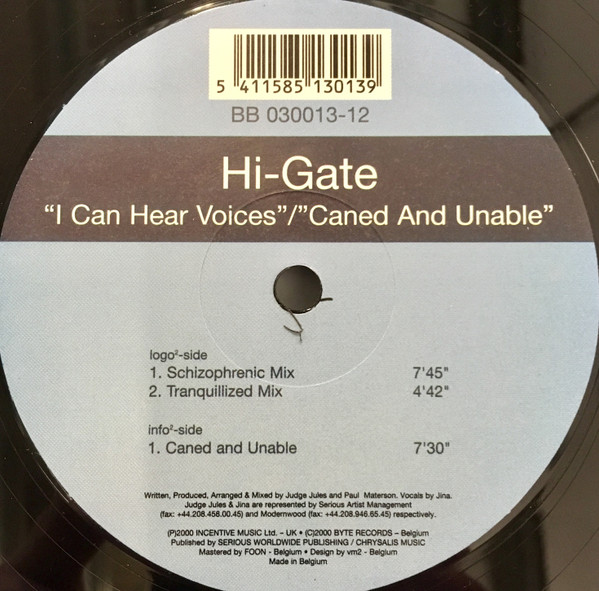 5 411585 130139
BB 030013-12
Hi-Gate
“I Can Hear Voices”/”Caned And Unable”
logo²-side
1. Schizophrenic Mix 7'45"
2. Tranquillized Mix 4'42"
info²-side
1. Caned and Unable 7'30"
Written, Produced, Arranged & Mixed by Judge Jules and Paul Materson. Vocals by Jina.
Judge Jules & Jina are represented by Serious Artist Management
(fax: +44.208.458.00.45) and Modernwood (fax: +44.208.946.65.45) respectively.
(P)2000 INCENTIVE MUSIC Ltd. – UK • (C)2000 BYTE RECORDS – Belgium
Published by SERIOUS WORLDWIDE PUBLISHING / CHRYSALIS MUSIC
Mastered by FOON - Belgium • Design by vm2 - Belgium
Made in Belgium